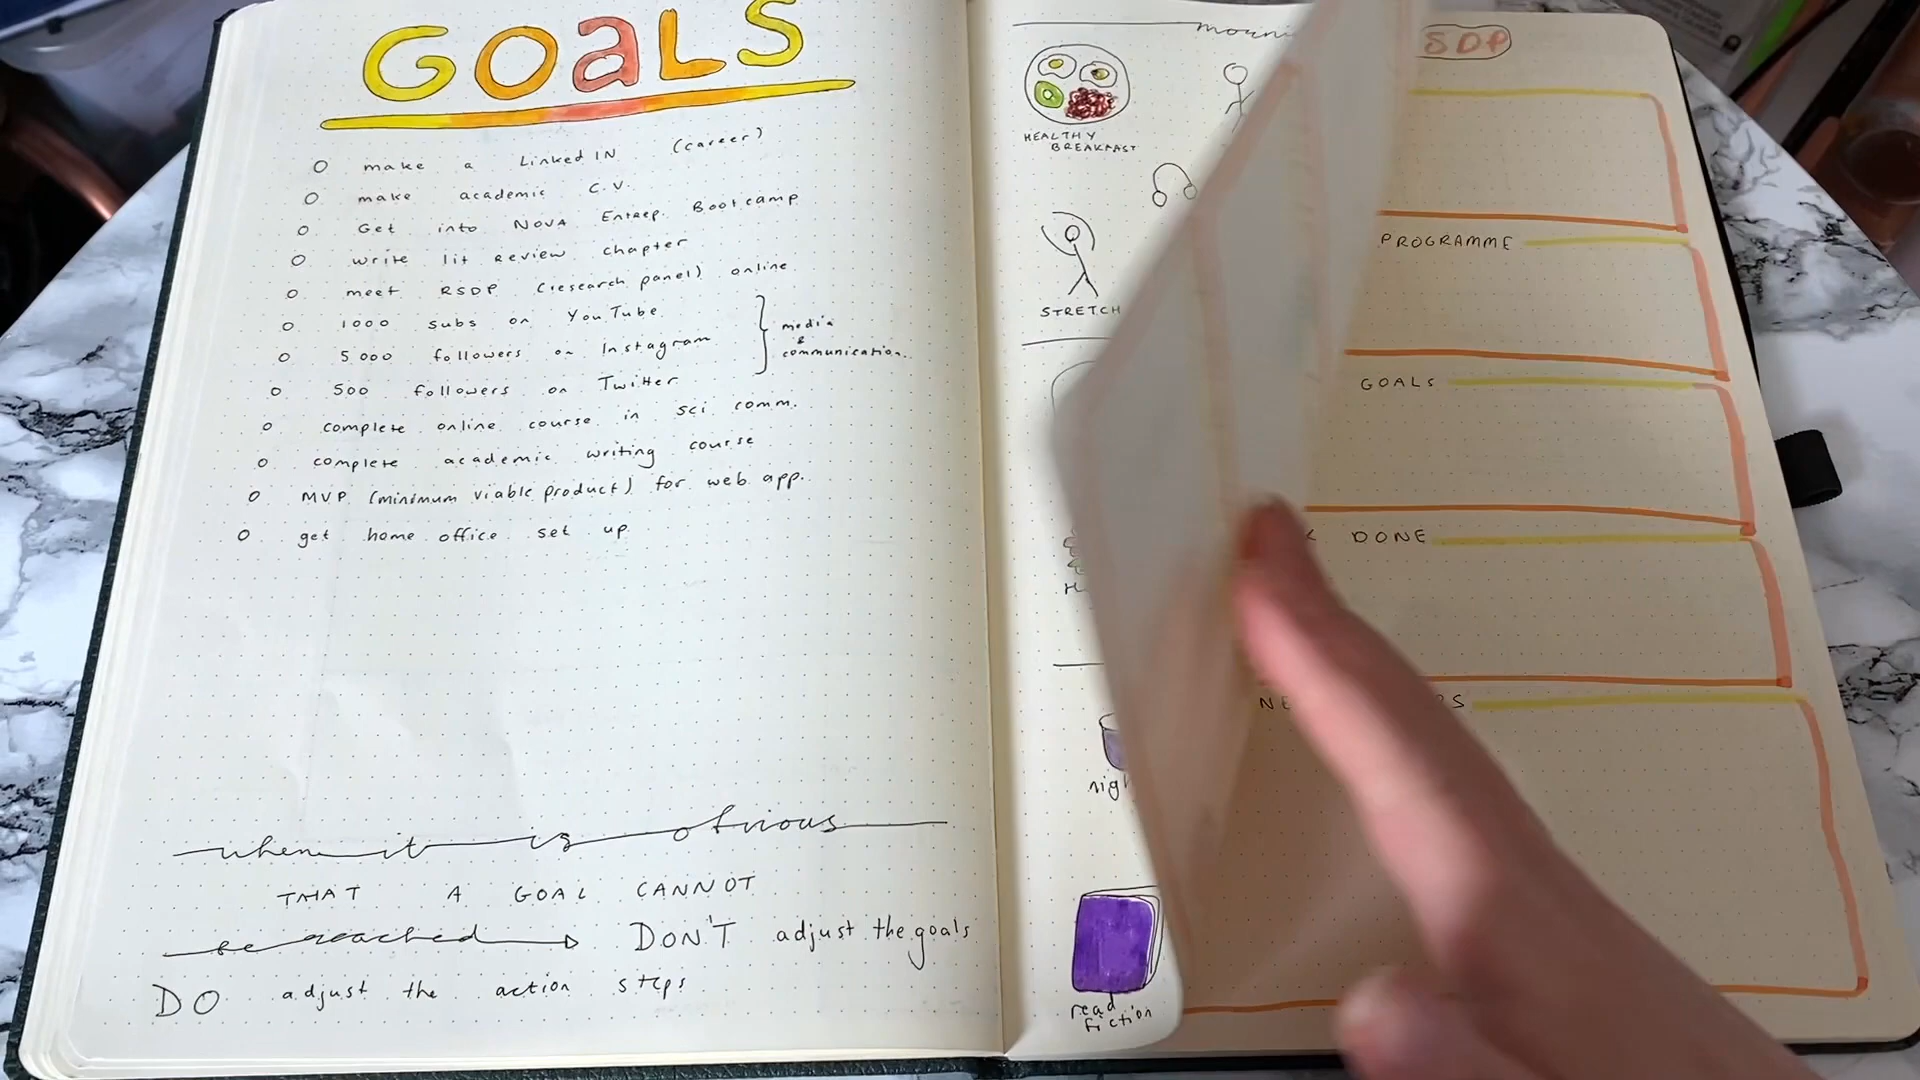 GOALS
make a LinkedIN (career)
make academic C.V.
Get into NOVA Entrep. Bootcamp
write lit review chapter
meet RSDP (research panel) online
1000 subs on YouTube
5000 followers on Instagram
media & communication.
500 followers on Twitter
complete online course in sci comm.
complete academic writing course
MVP (minimum viable product) for web app.
get home office set up
when it is obvious
THAT A GOAL CANNOT
be reached DON'T adjust the goals
DO adjust the action steps
HEALTHY
BREAKFAST
STRETCH
read
fiction
SDP
PROGRAMME
GOALS
DONE